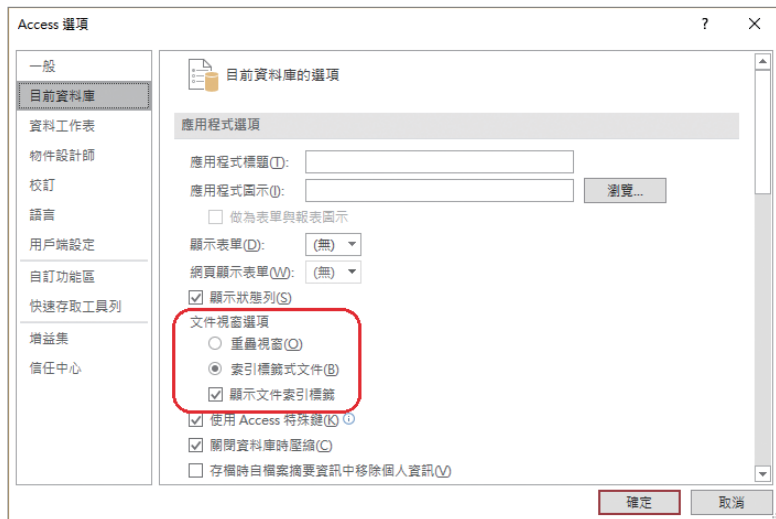 Access 選項
?
一般
目前資料庫
資料工作表
物件設計師
校訂
語言
用戶端設定
自訂功能區
快速存取工具列
增益集
信任中心
目前資料庫的選項
應用程式選項
應用程式標題(T):
應用程式圖示(I): 瀏覽...
做為表單與報表圖示
顯示表單(D): (無)
網頁顯示表單(W): (無)
顯示狀態列(S)
文件視窗選項
重疊視窗(O)
索引標籤式文件(B)
顯示文件索引標籤
使用 Access 特殊鍵(K)
關閉資料庫時壓縮(C)
存檔時自檔案摘要資訊中移除個人資訊(V)
確定 取消